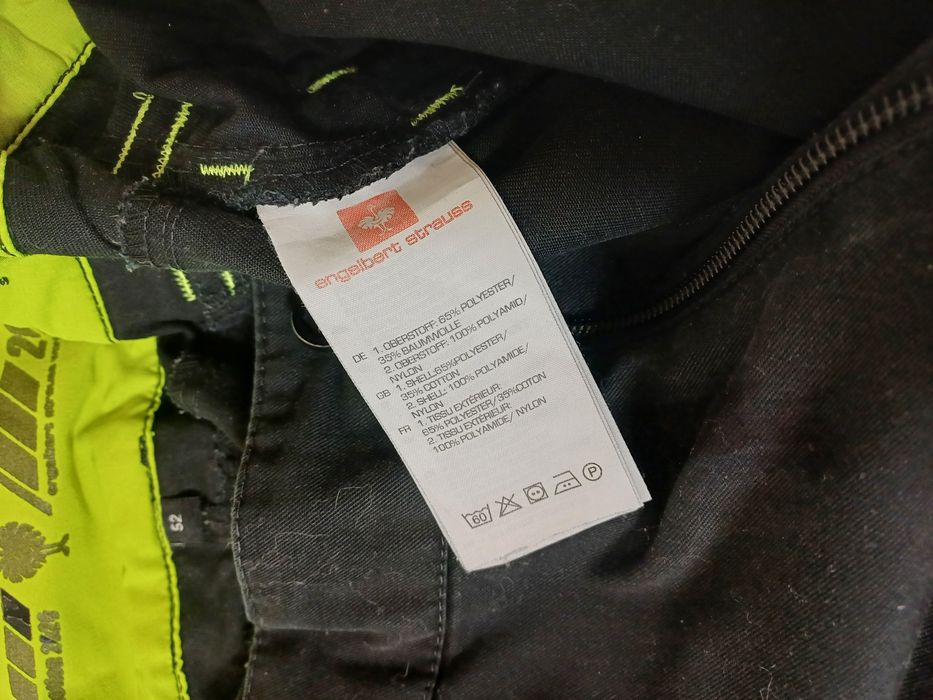 engelbert strauss
DE 1. OBERSTOFF: 65% POLYESTER/
35% BAUMWOLLE
2. OBERSTOFF: 100% POLYAMID/
NYLON
GB 1. SHELL:65%POLYESTER/
35% COTTON
2. SHELL: 100% POLYAMIDE/
NYLON
FR 1. TISSU EXTÉRIEUR:
65% POLYESTER/35%COTON
2. TISSU EXTÉRIEUR:
100% POLYAMIDE/ NYLON
60
P
52
engelbert strauss